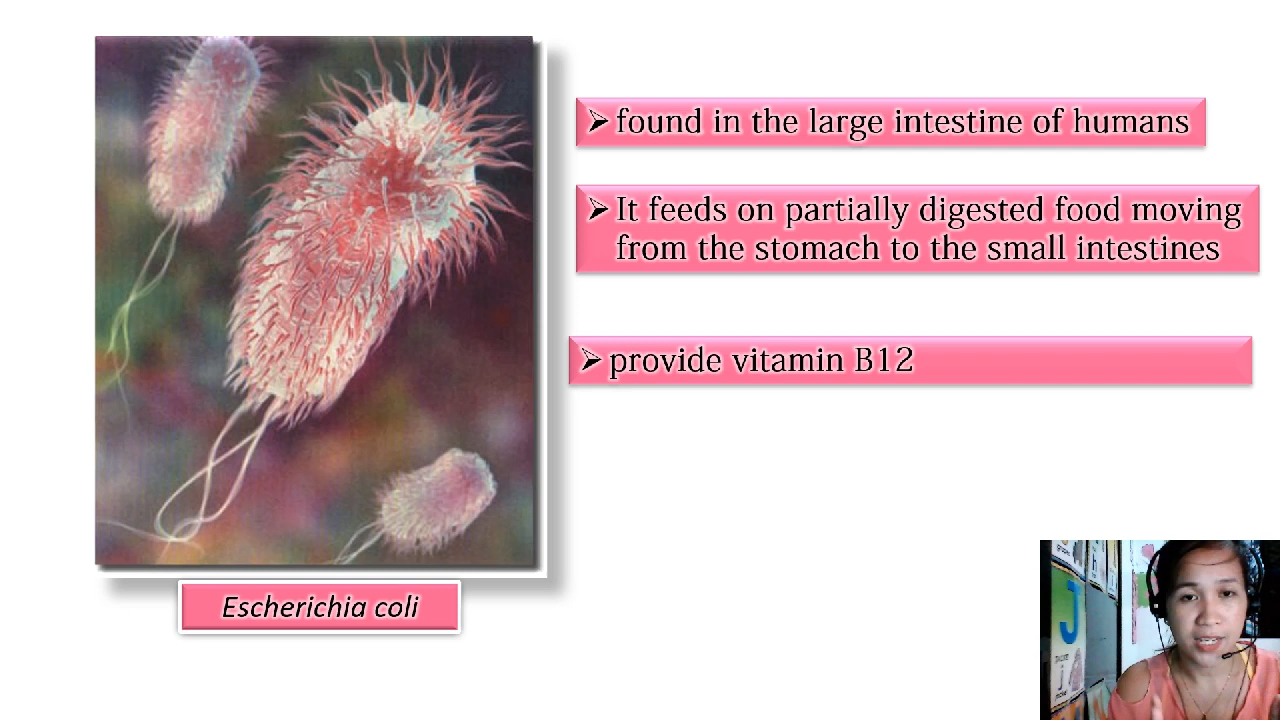 ➢found in the large intestine of humans
➢It feeds on partially digested food moving
from the stomach to the small intestines
➢provide vitamin B12
Escherichia coli
J
j